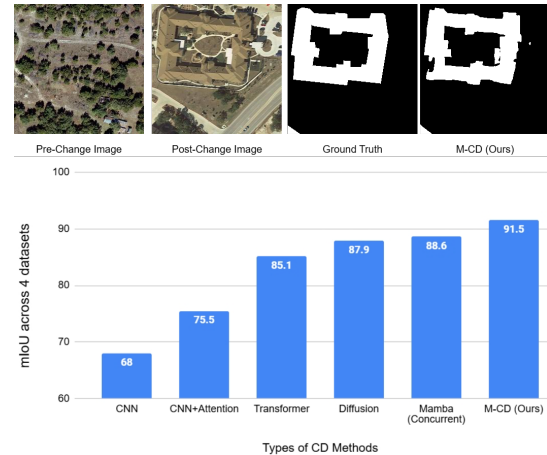 Pre-Change Image
Post-Change Image
Ground Truth
M-CD (Ours)
mIoU across 4 datasets
100
90
80
70
60
68
75.5
85.1
87.9
88.6
91.5
CNN
CNN+Attention
Transformer
Diffusion
Mamba
(Concurrent)
M-CD (Ours)
Types of CD Methods